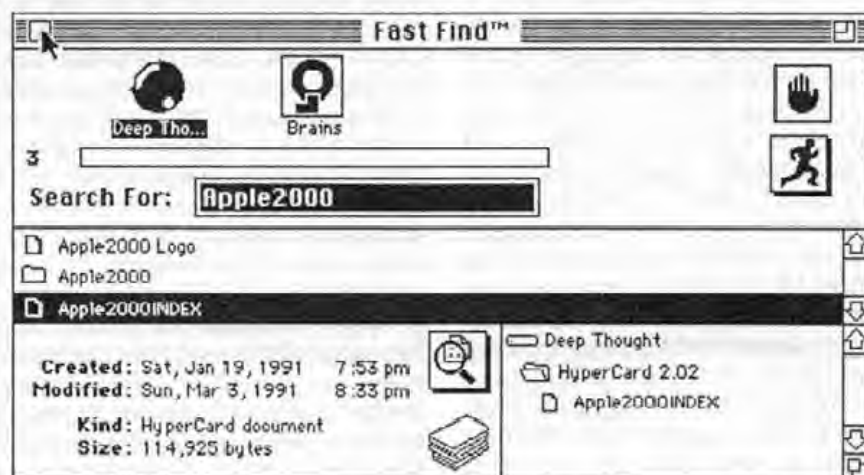 Fast Find™
Deep Tho...
Brains
3
Search For: Apple2000
Apple2000 Logo
Apple2000
Apple2000INDEX
Created: Sat, Jan 19, 1991 7:53 pm
Modified: Sun, Mar 3, 1991 8:33 pm
Kind: HyperCard document
Size: 114,925 bytes
Deep Thought
HyperCard 2.02
Apple2000INDEX